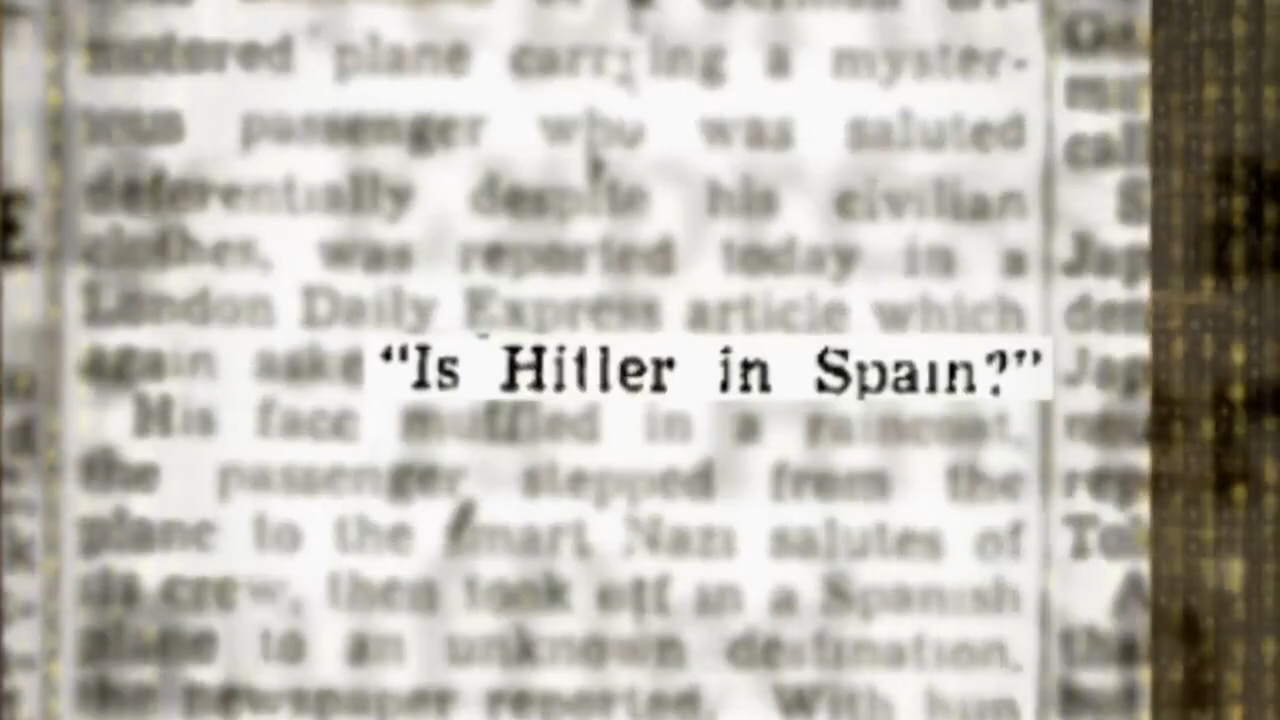 motored plane carrying a myster-
ious passenger who was saluted
deferentially despite his civilian
clothes, was reported today in a
London Daily Express article which
again asks "Is Hitler in Spain?"
His face muffled in a raincoat,
the passenger stepped from the
plane to the smart Nazi salutes of
its crew, then took off in a Spanish
plane to an unknown destination,
the newspaper reported. With him